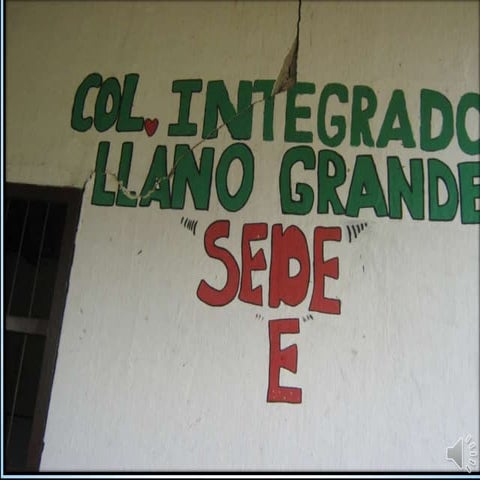 COL. INTEGRADO
LLANO GRANDE
"SEDE"
"E"